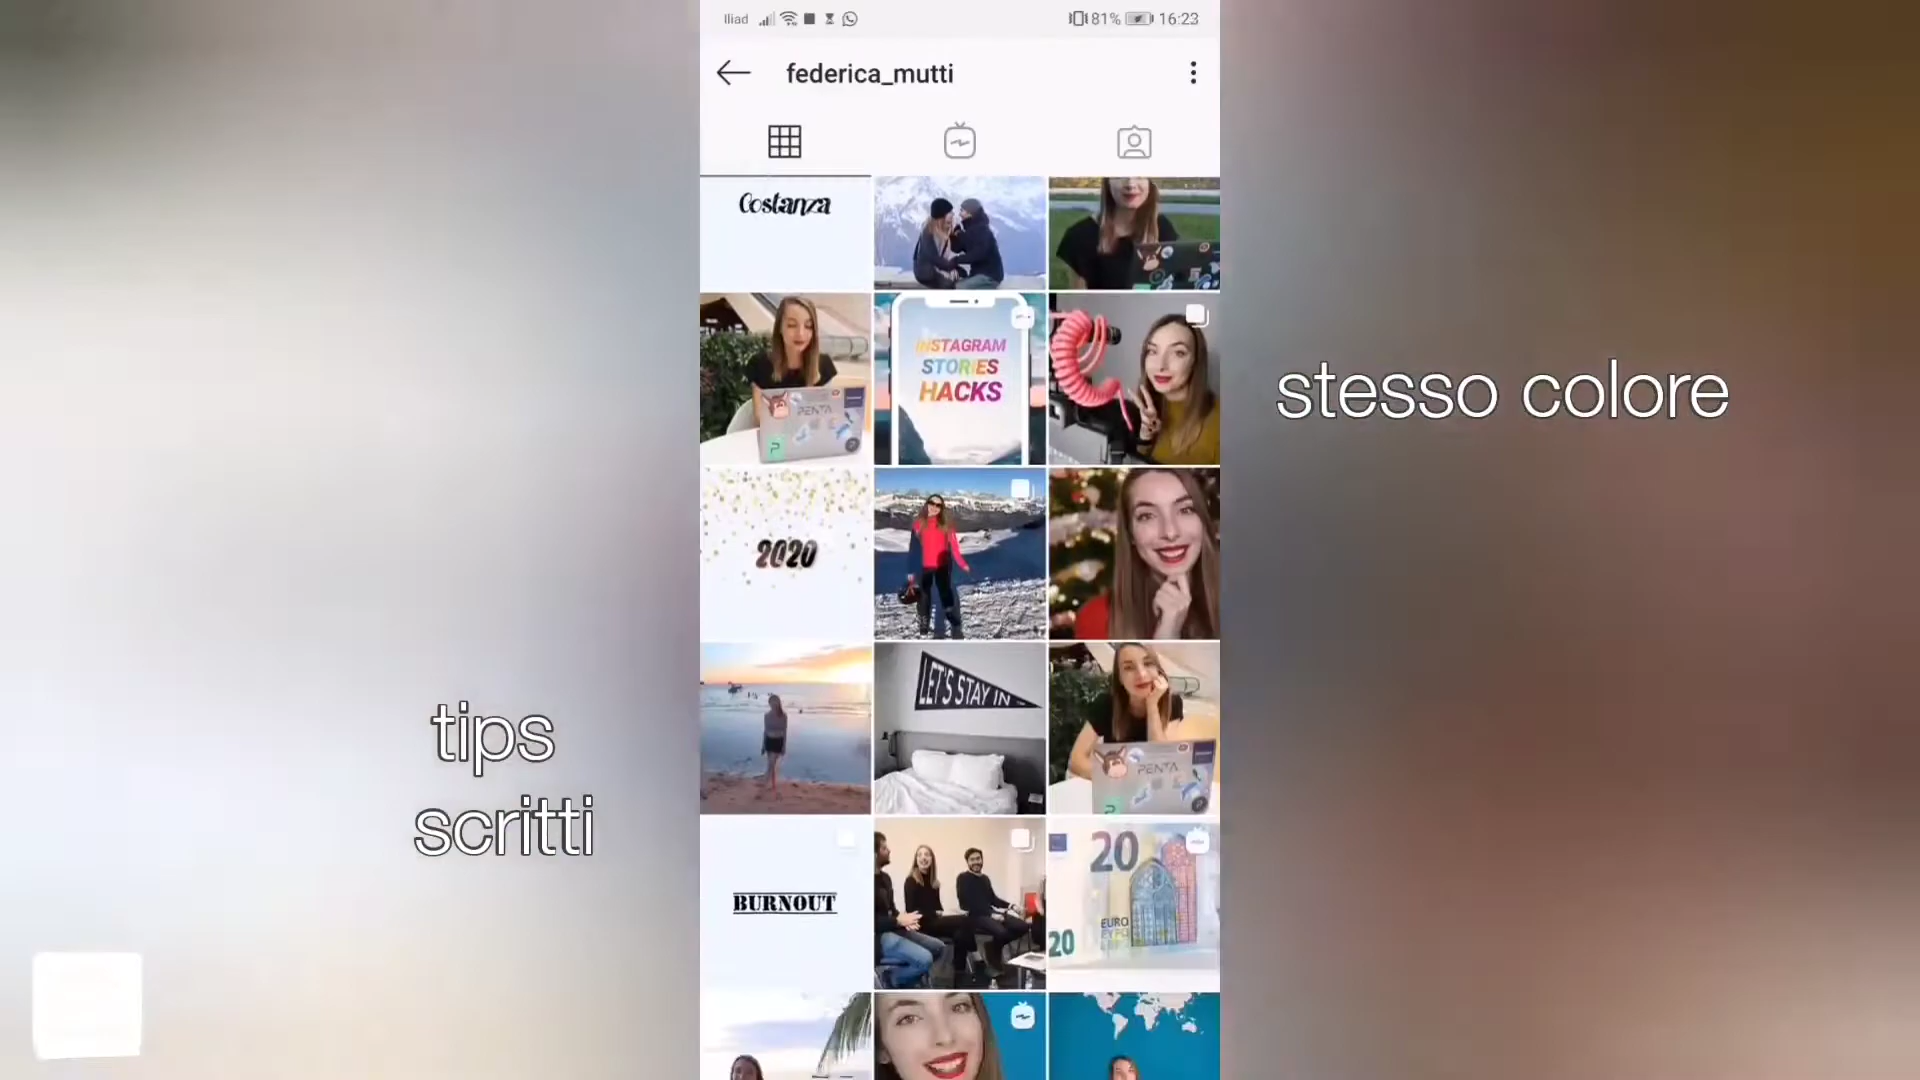 Iliad
81%
16:23
federica_mutti
Costanza
INSTAGRAM
STORIES
HACKS
PENTA
stesso colore
2020
LET'S STAY IN
PENTA
tips
scritti
BURNOUT
20
EURO
20